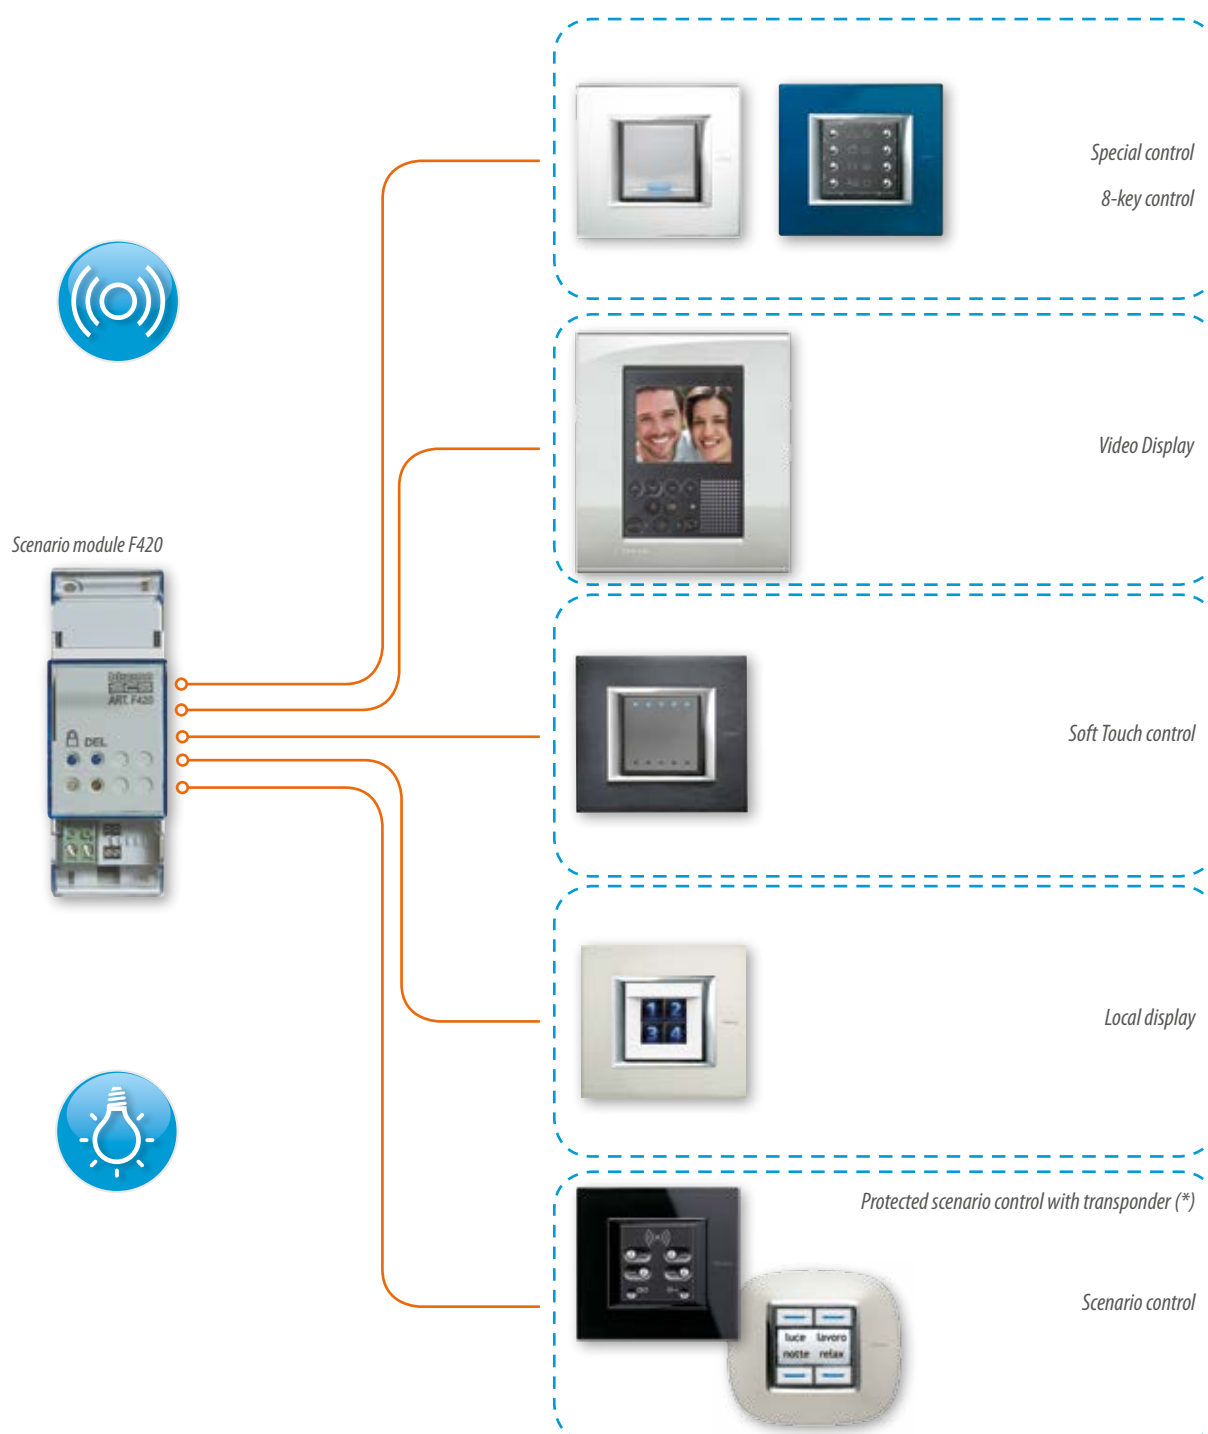 Special control
8-key control
Video Display
Scenario module F420
ART. F420
DEL
Soft Touch control
1 2
3 4
Local display
Protected scenario control with transponder (*)
Scenario control
luce lavoro
notte relax